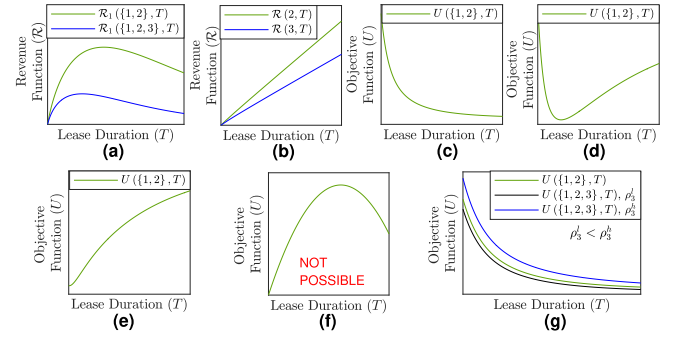 R₁({1, 2}, T)
R₁({1, 2, 3}, T)
Revenue
Function (R)
Lease Duration (T)
(a)
R(2, T)
R(3, T)
Revenue
Function (R)
Lease Duration (T)
(b)
U({1, 2}, T)
Objective
Function (U)
Lease Duration (T)
(c)
U({1, 2}, T)
Objective
Function (U)
Lease Duration (T)
(d)
U({1, 2}, T)
Objective
Function (U)
Lease Duration (T)
(e)
Objective
Function (U)
NOT
POSSIBLE
Lease Duration (T)
(f)
U({1, 2}, T)
U({1, 2, 3}, T), ρ₃ˡ
U({1, 2, 3}, T), ρ₃ʰ
ρ₃ˡ < ρ₃ʰ
Objective
Function (U)
Lease Duration (T)
(g)